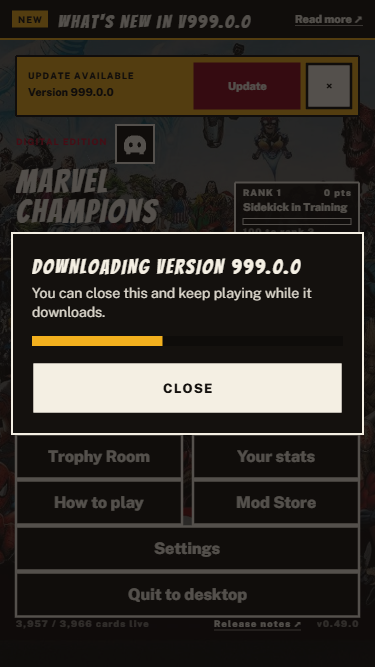 NEW WHAT'S NEW IN V999.0.0 Read more ↗
UPDATE AVAILABLE
Version 999.0.0
Update
×
SPECIAL EDITION
MARVEL
CHAMPIONS
RANK 1 0 pts
Sidekick in Training
DOWNLOADING VERSION 999.0.0
You can close this and keep playing while it
downloads.
CLOSE
Trophy Room Your stats
How to play Mod Store
Settings
Quit to desktop
3,957 / 3,966 cards live Release notes ↗ v0.49.0